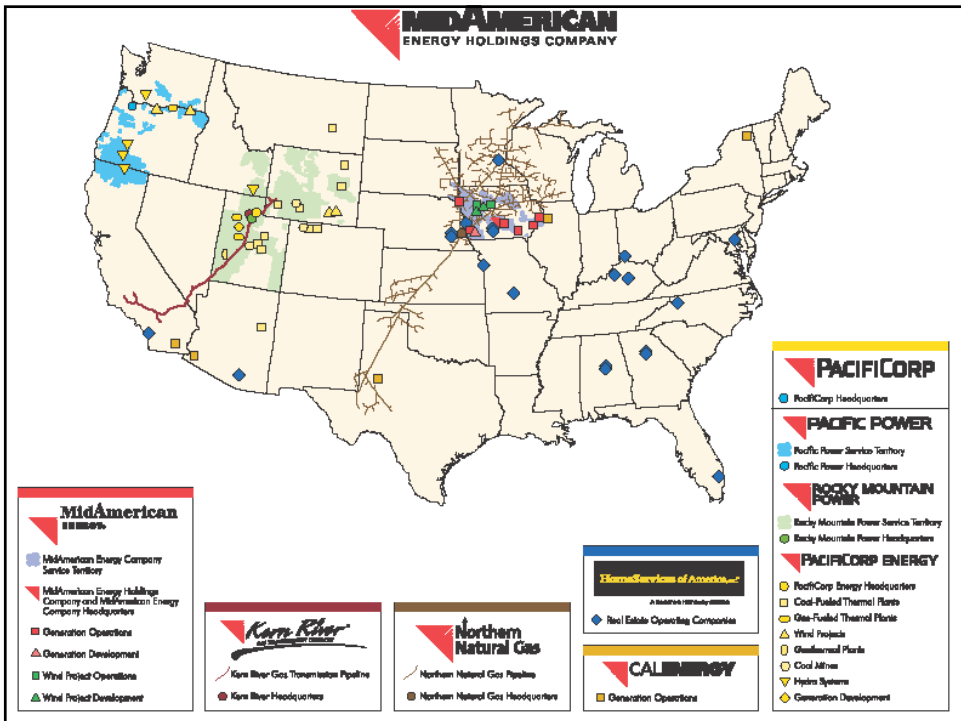 MIDAMERICAN
ENERGY HOLDINGS COMPANY
PACIFICORP
PacifiCorp Headquarters
PACIFIC POWER
Pacific Power Service Territory
Pacific Power Headquarters
ROCKY MOUNTAIN
POWER
Rocky Mountain Power Service Territory
Rocky Mountain Power Headquarters
PACIFICORP ENERGY
PacifiCorp Energy Headquarters
Coal-Fueled Thermal Plants
Gas-Fueled Thermal Plants
Wind Projects
Geothermal Plants
Coal Mines
Hydro Systems
Generation Development
MidAmerican
ENERGY
MidAmerican Energy Company
Service Territory
MidAmerican Energy Holdings
Company and MidAmerican Energy
Company Headquarters
Generation Operations
Generation Development
Wind Project Operations
Wind Project Development
Kern River
Kern River Gas Transmission Pipeline
Kern River Headquarters
Northern
Natural Gas
Northern Natural Gas Pipeline
Northern Natural Gas Headquarters
HomeServices of America, Inc.
Real Estate Operating Companies
CALENERGY
Generation Operations